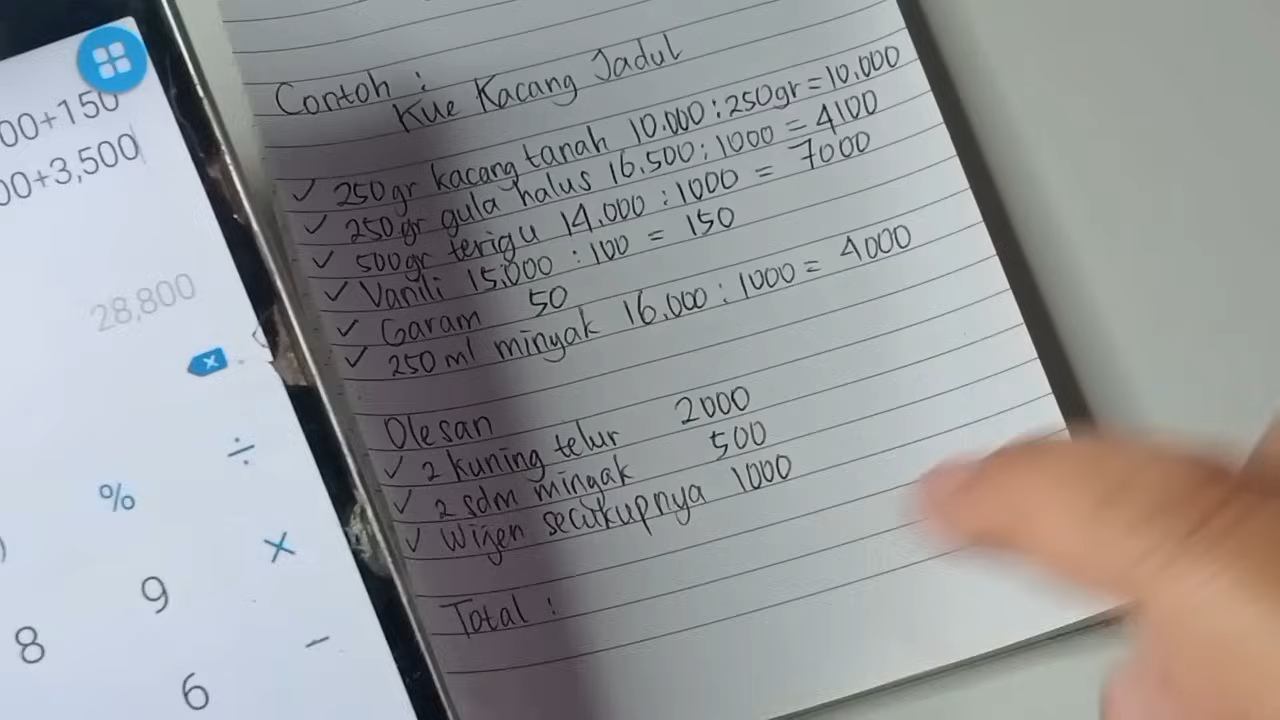 00+150
00+3,500
28,800
%
÷
×
9
8
−
6
Contoh :
Kue Kacang Jadul
✓ 250gr kacang tanah 10.000 : 250gr = 10.000
✓ 250gr gula halus 16.500 : 1000 = 4100
✓ 500gr terigu 14.000 : 1000 = 7000
✓ Vanili 15.000 : 100 = 150
✓ Garam 50
✓ 250 ml minyak 16.000 : 1000 = 4000
Olesan
✓ 2 kuning telur 2000
✓ 2 sdm minyak 500
✓ Wijen secukupnya 1000
Total :